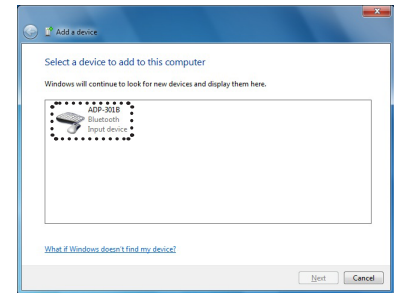 Add a device
Select a device to add to this computer
Windows will continue to look for new devices and display them here.
ADP-301B
Bluetooth
Input device
What if Windows doesn't find my device?
Next
Cancel